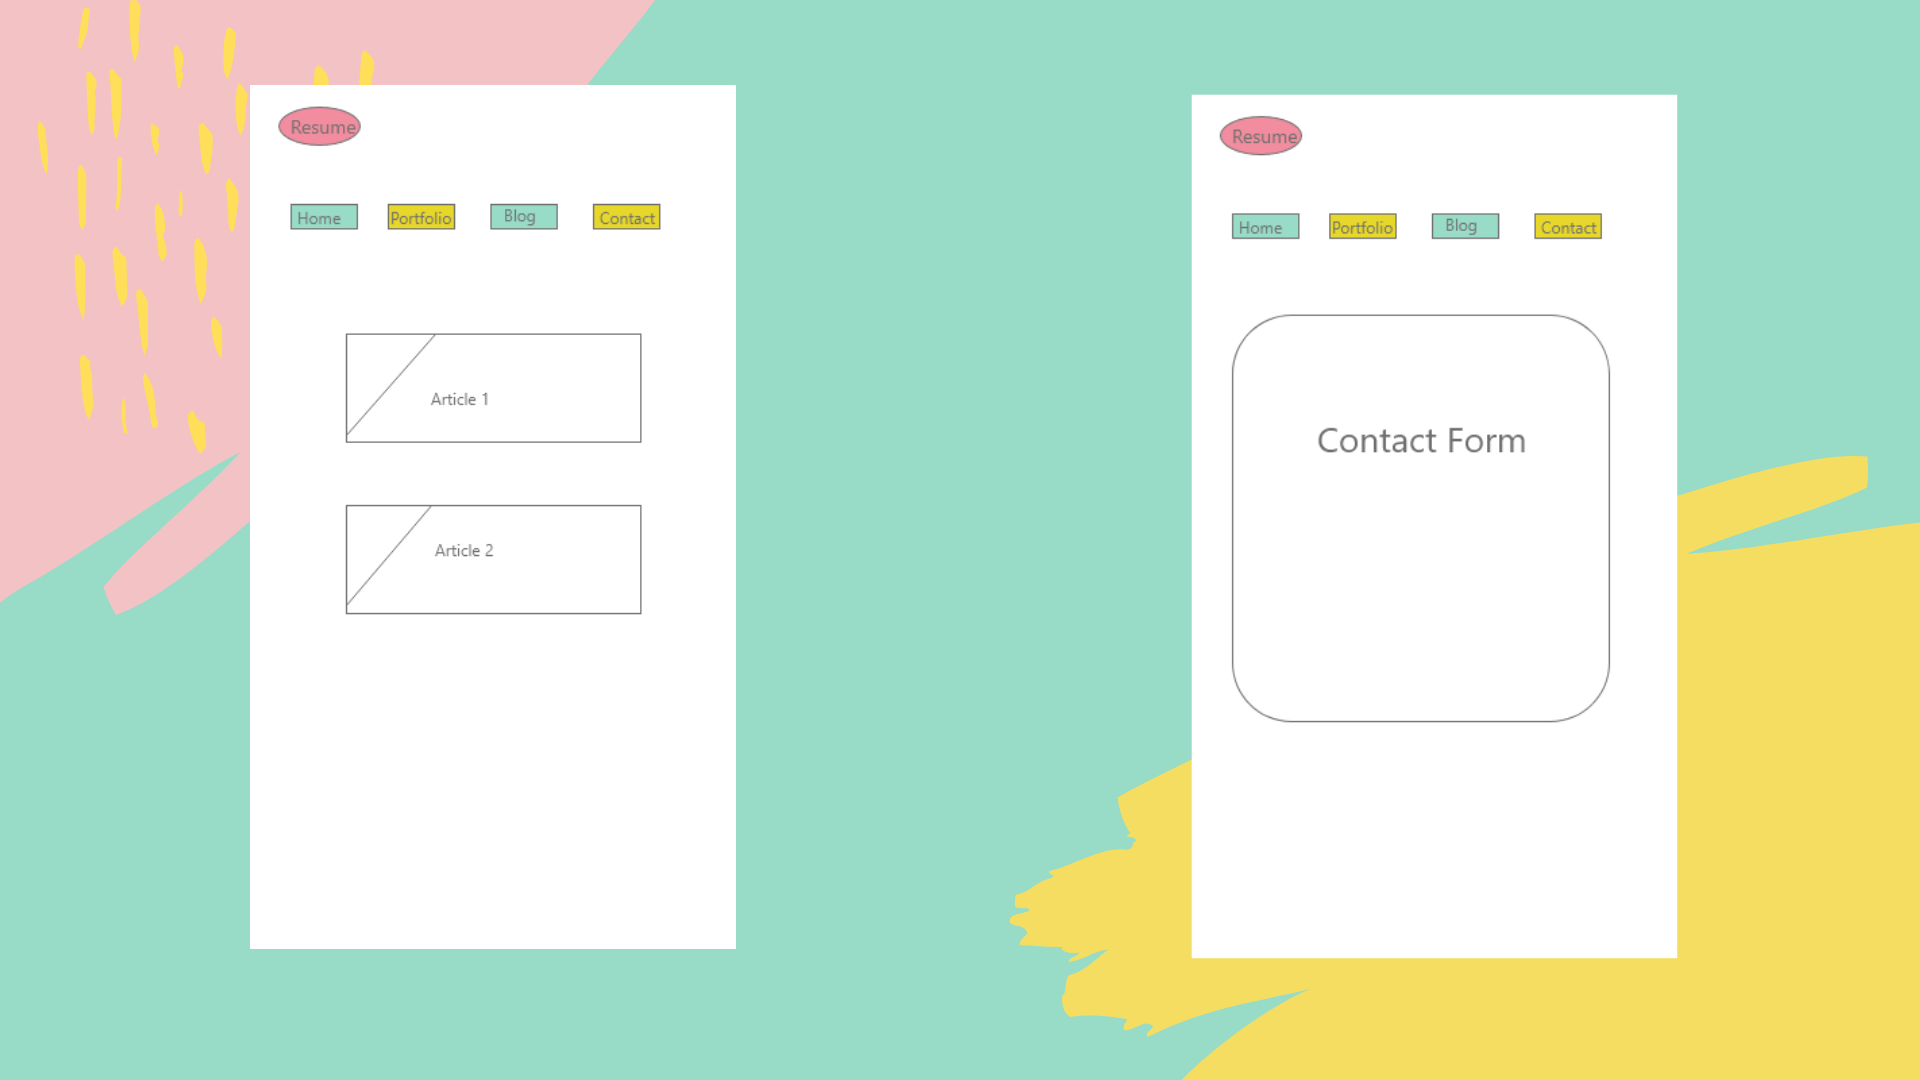 Resume
Home Portfolio Blog Contact
Article 1
Article 2
Resume
Home Portfolio Blog Contact
Contact Form